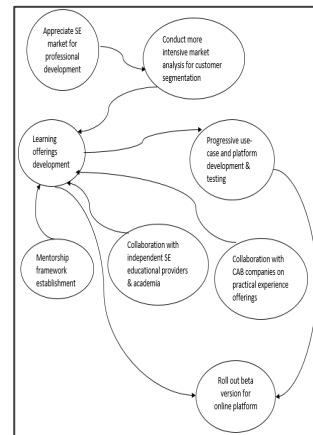 Appreciate SE
market for
professional
development
Conduct more
intensive market
analysis for customer
segmentation
Learning
offerings
development
Progressive use-
case and platform
development &
testing
Mentorship
framework
establishment
Collaboration with
independent SE
educational providers
& academia
Collaboration with
CAB companies on
practical experience
offerings
Roll out beta
version for
online platform